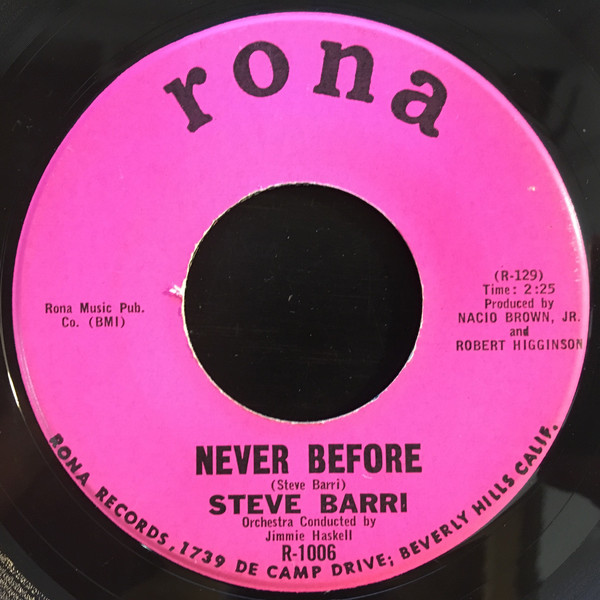 rona
Rona Music Pub.
Co. (BMI)
(R-129)
Time: 2:25
Produced by
NACIO BROWN, JR.
and
ROBERT HIGGINSON
NEVER BEFORE
(Steve Barri)
STEVE BARRI
Orchestra Conducted by
Jimmie Haskell
R-1006
RONA RECORDS, 1739 DE CAMP DRIVE; BEVERLY HILLS CALIF.